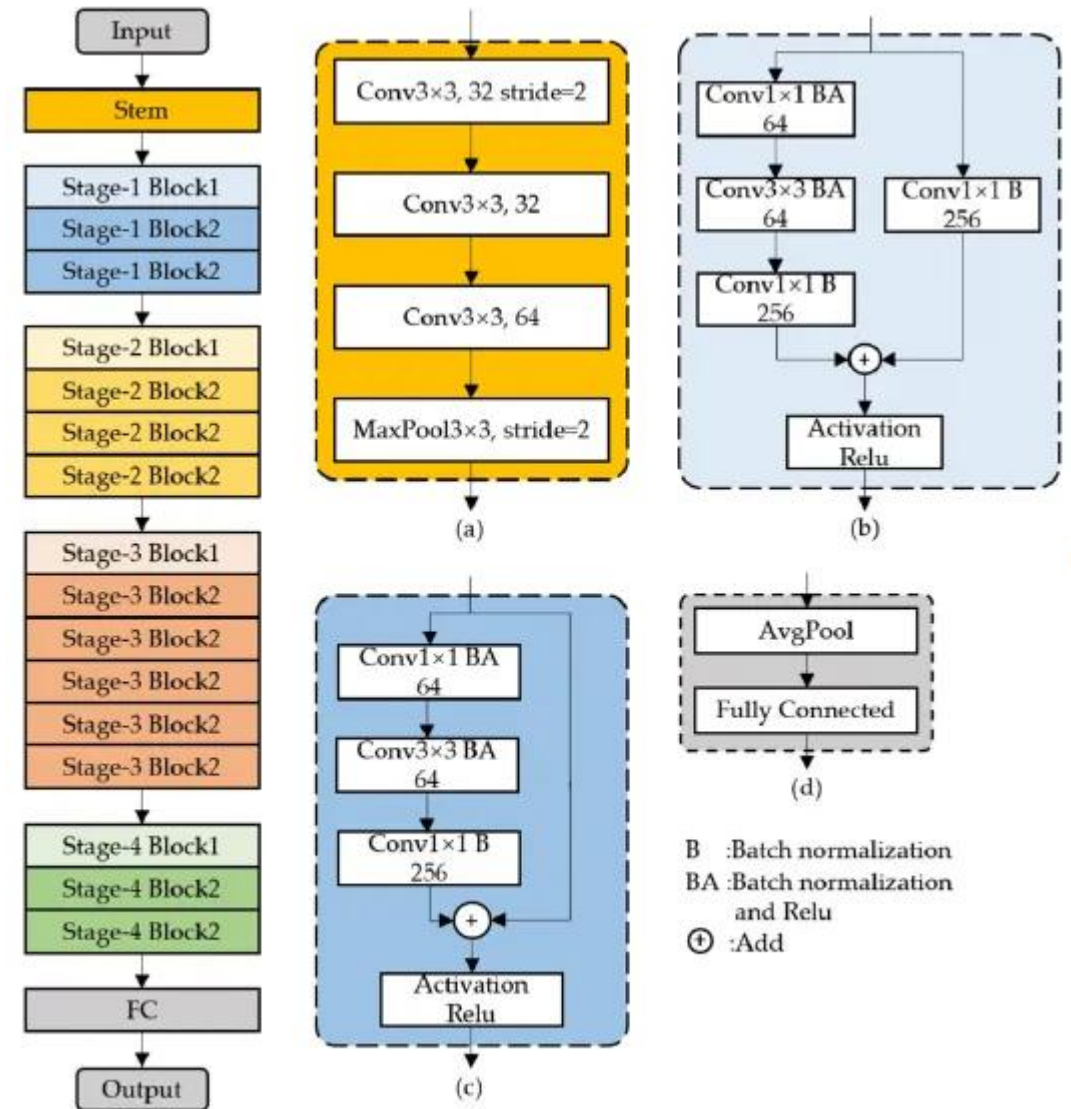 Input
Stem
Stage-1 Block1
Stage-1 Block2
Stage-1 Block2
Stage-2 Block1
Stage-2 Block2
Stage-2 Block2
Stage-2 Block2
Stage-3 Block1
Stage-3 Block2
Stage-3 Block2
Stage-3 Block2
Stage-3 Block2
Stage-3 Block2
Stage-4 Block1
Stage-4 Block2
Stage-4 Block2
FC
Output
Conv3×3, 32 stride=2
Conv3×3, 32
Conv3×3, 64
MaxPool3×3, stride=2
(a)
Conv1×1 BA
64
Conv3×3 BA
64
Conv1×1 B
256
Conv1×1 B
256
+
Activation
Relu
(b)
Conv1×1 BA
64
Conv3×3 BA
64
Conv1×1 B
256
+
Activation
Relu
(c)
AvgPool
Fully Connected
(d)
B :Batch normalization
BA :Batch normalization
and Relu
⊕ :Add